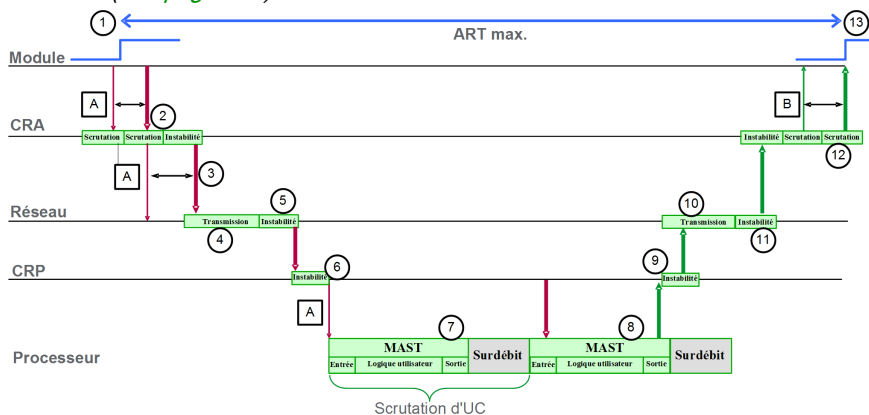 1
13
ART max.
Module
A
B
CRA
2
Scrutation Scrutation Instabilité
Instabilité Scrutation Scrutation
12
A
3
5
10
Réseau
Transmission Instabilité
Transmission Instabilité
4
11
6
9
CRP
Instabilité
Instabilité
A
7
8
MAST
Surdébit
MAST
Surdébit
Processeur
Entrée Logique utilisateur Sortie
Entrée Logique utilisateur Sortie
Scrutation d'UC